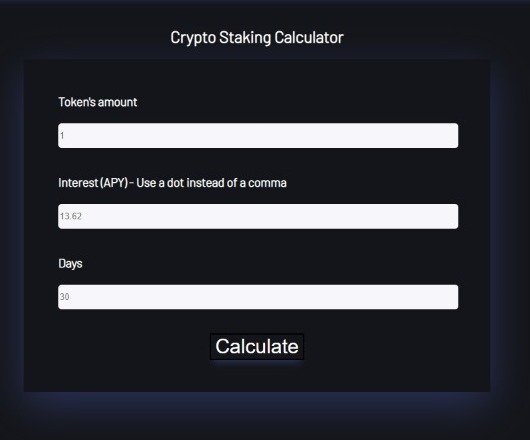 Crypto Staking Calculator
Token's amount
1
Interest (APY) - Use a dot instead of a comma
13.62
Days
30
Calculate